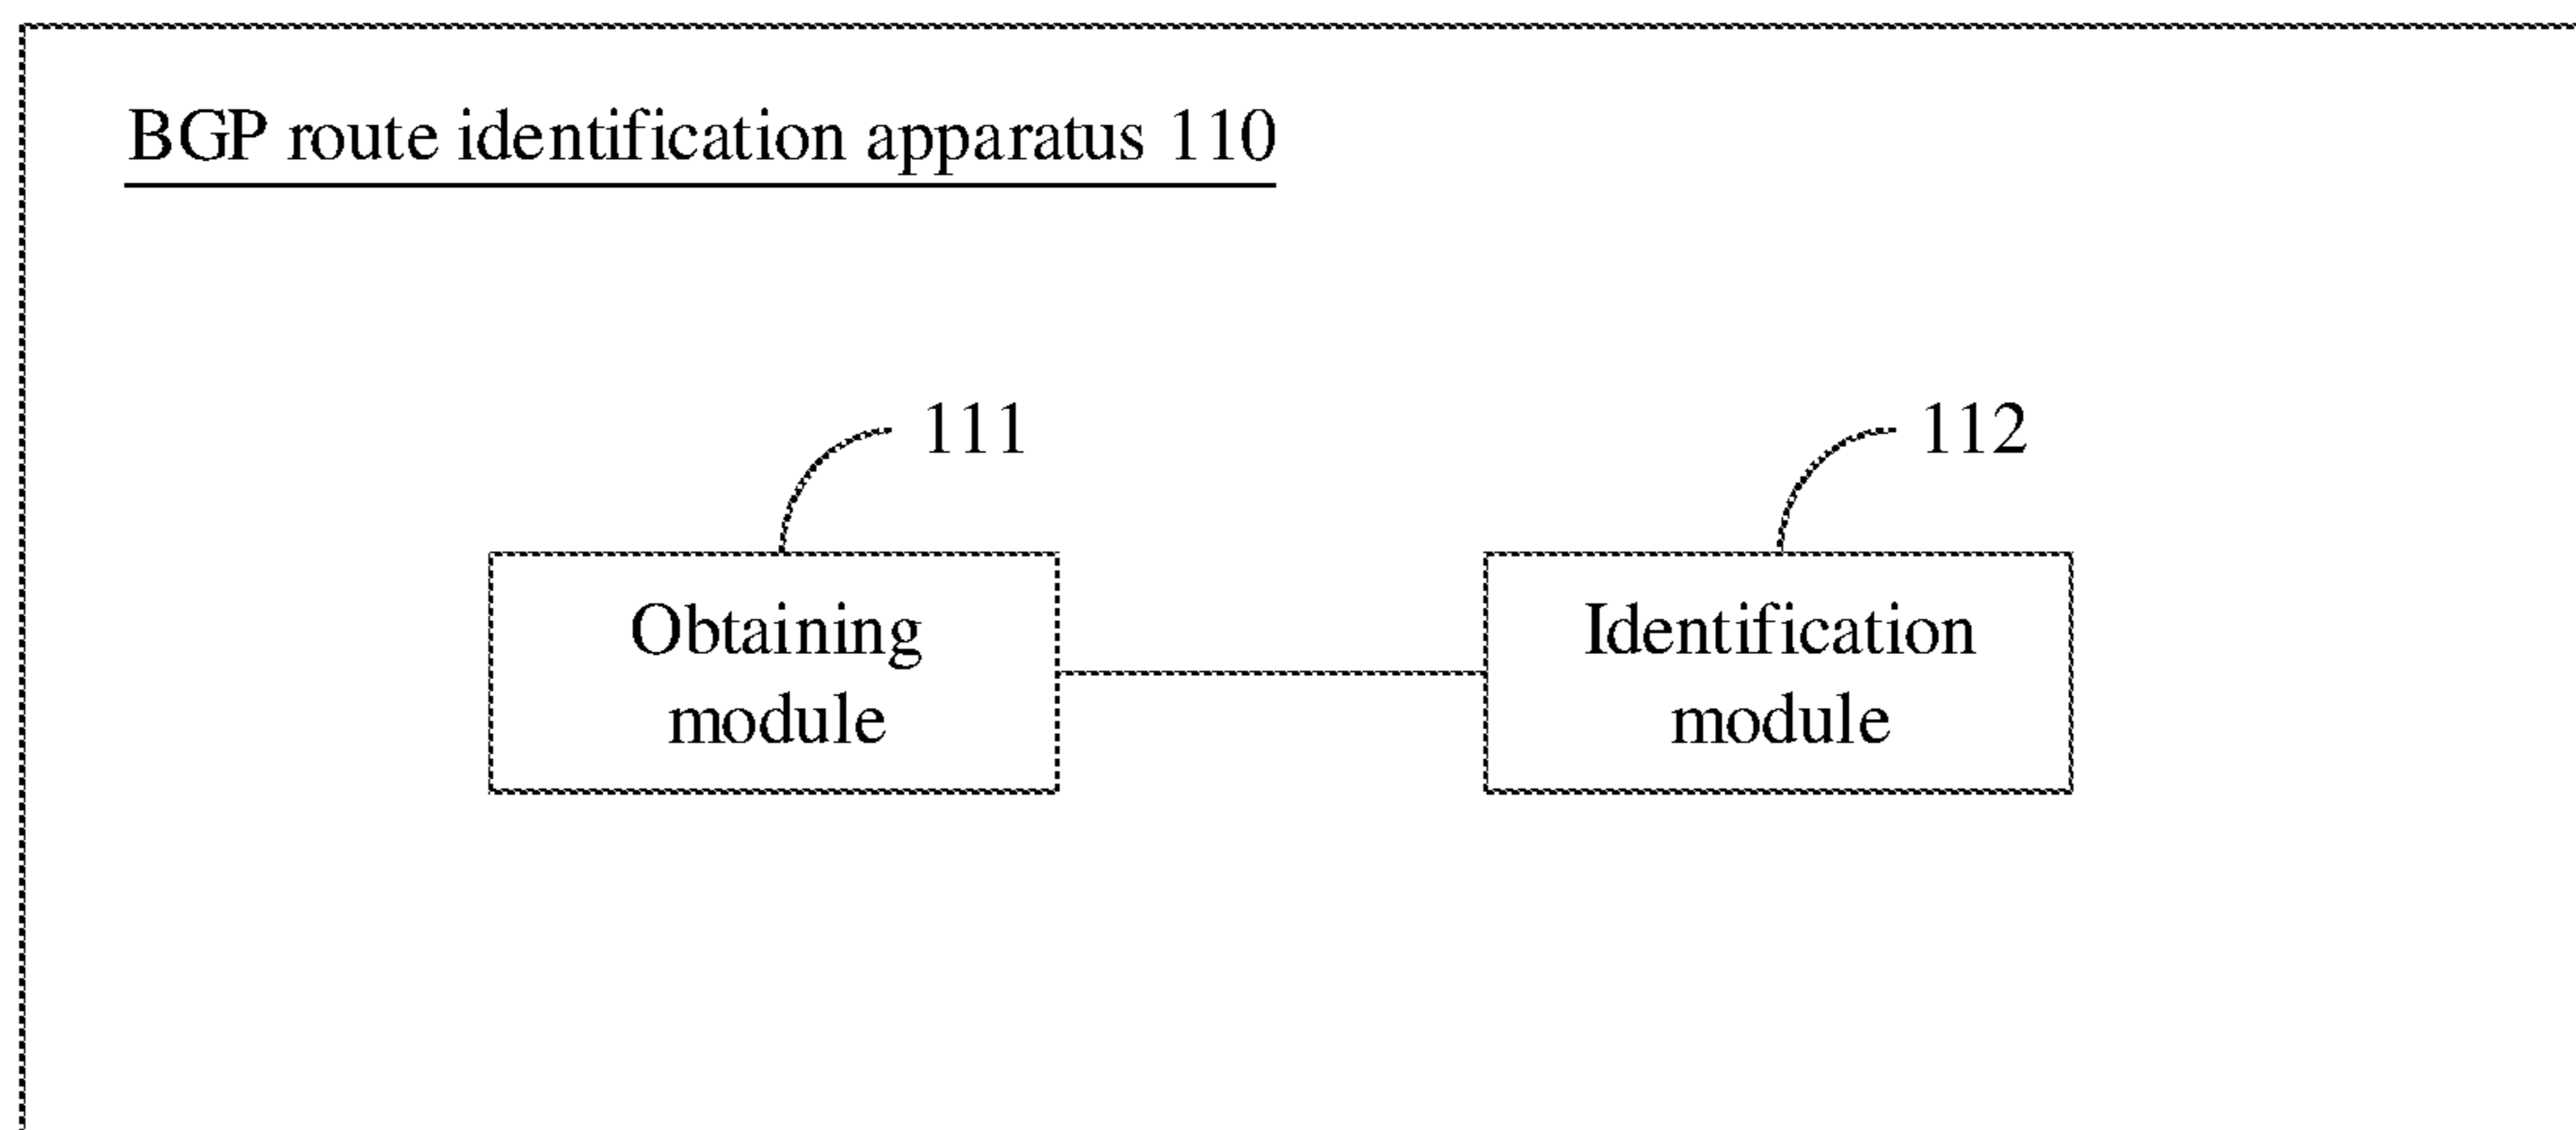 BGP route identification apparatus 110
111
112
Obtaining
module
Identification
module